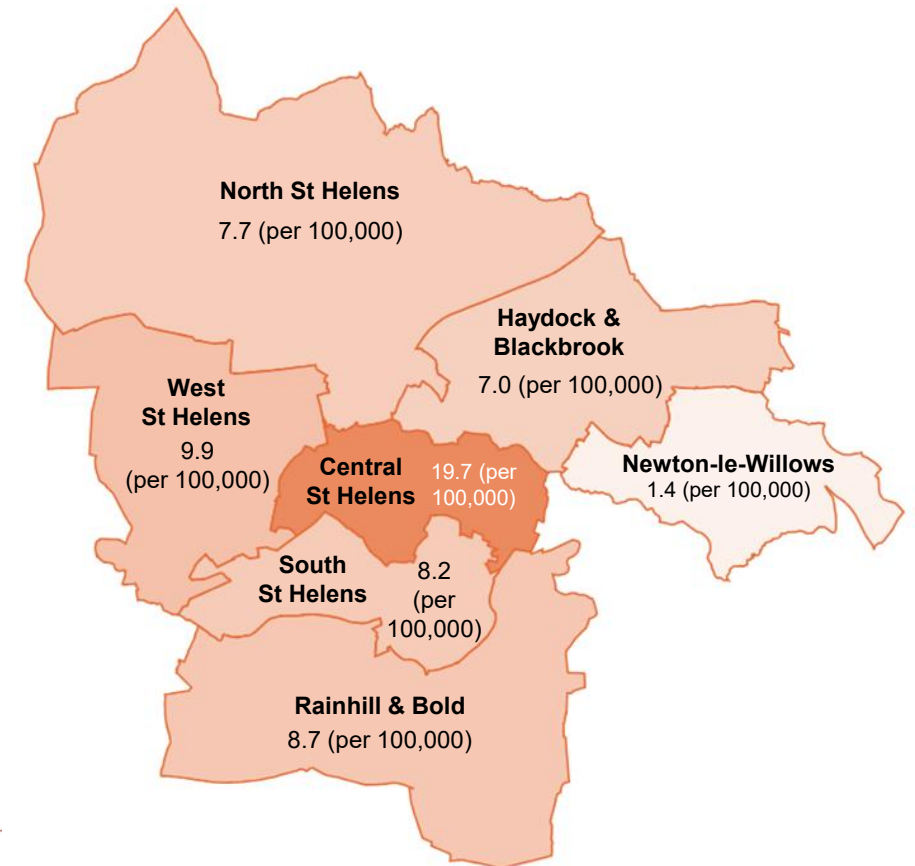 North St Helens
7.7 (per 100,000)
Haydock &
Blackbrook
7.0 (per 100,000)
West
St Helens
9.9
(per 100,000)
Central
St Helens
19.7 (per
100,000)
Newton-le-Willows
1.4 (per 100,000)
South
St Helens
8.2
(per
100,000)
Rainhill & Bold
8.7 (per 100,000)